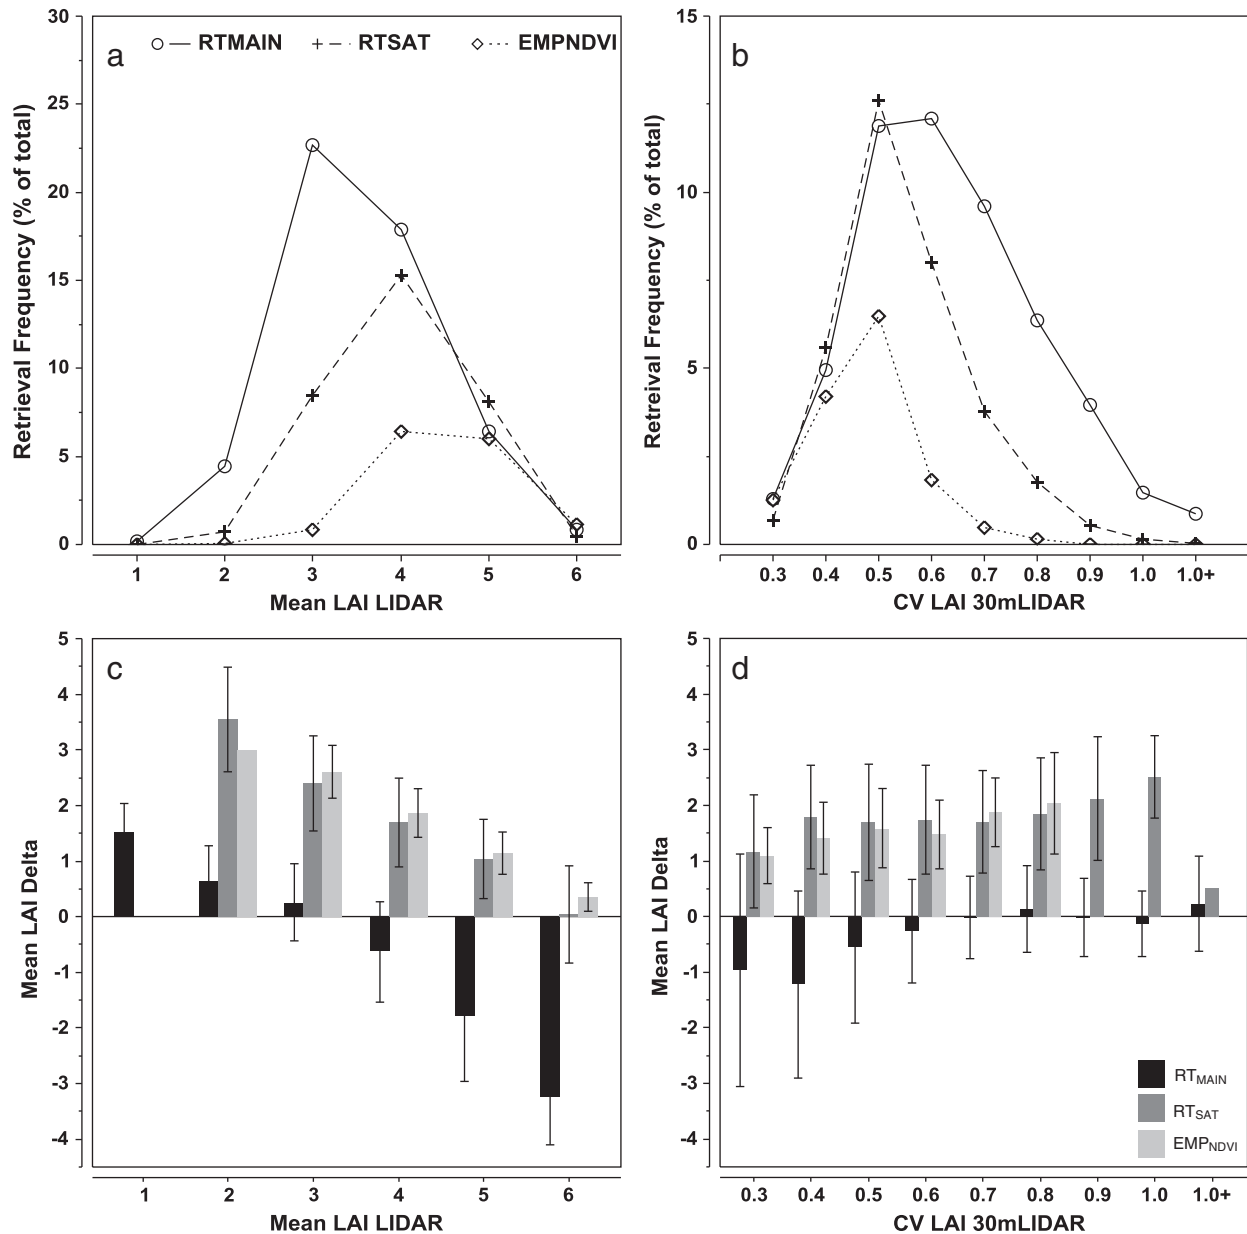 a
RTMAIN RTSAT EMPNDVI
30
25
20
15
10
5
0
Retrieval Frequency (% of total)
1 2 3 4 5 6
Mean LAI LIDAR
b
15
10
5
0
Retreival Frequency (% of total)
0.3 0.4 0.5 0.6 0.7 0.8 0.9 1.0 1.0+
CV LAI 30mLIDAR
c
5
4
3
2
1
0
-1
-2
-3
-4
Mean LAI Delta
1 2 3 4 5 6
Mean LAI LIDAR
d
5
4
3
2
1
0
-1
-2
-3
-4
Mean LAI Delta
RTMAIN
RTSAT
EMPNDVI
0.3 0.4 0.5 0.6 0.7 0.8 0.9 1.0 1.0+
CV LAI 30mLIDAR